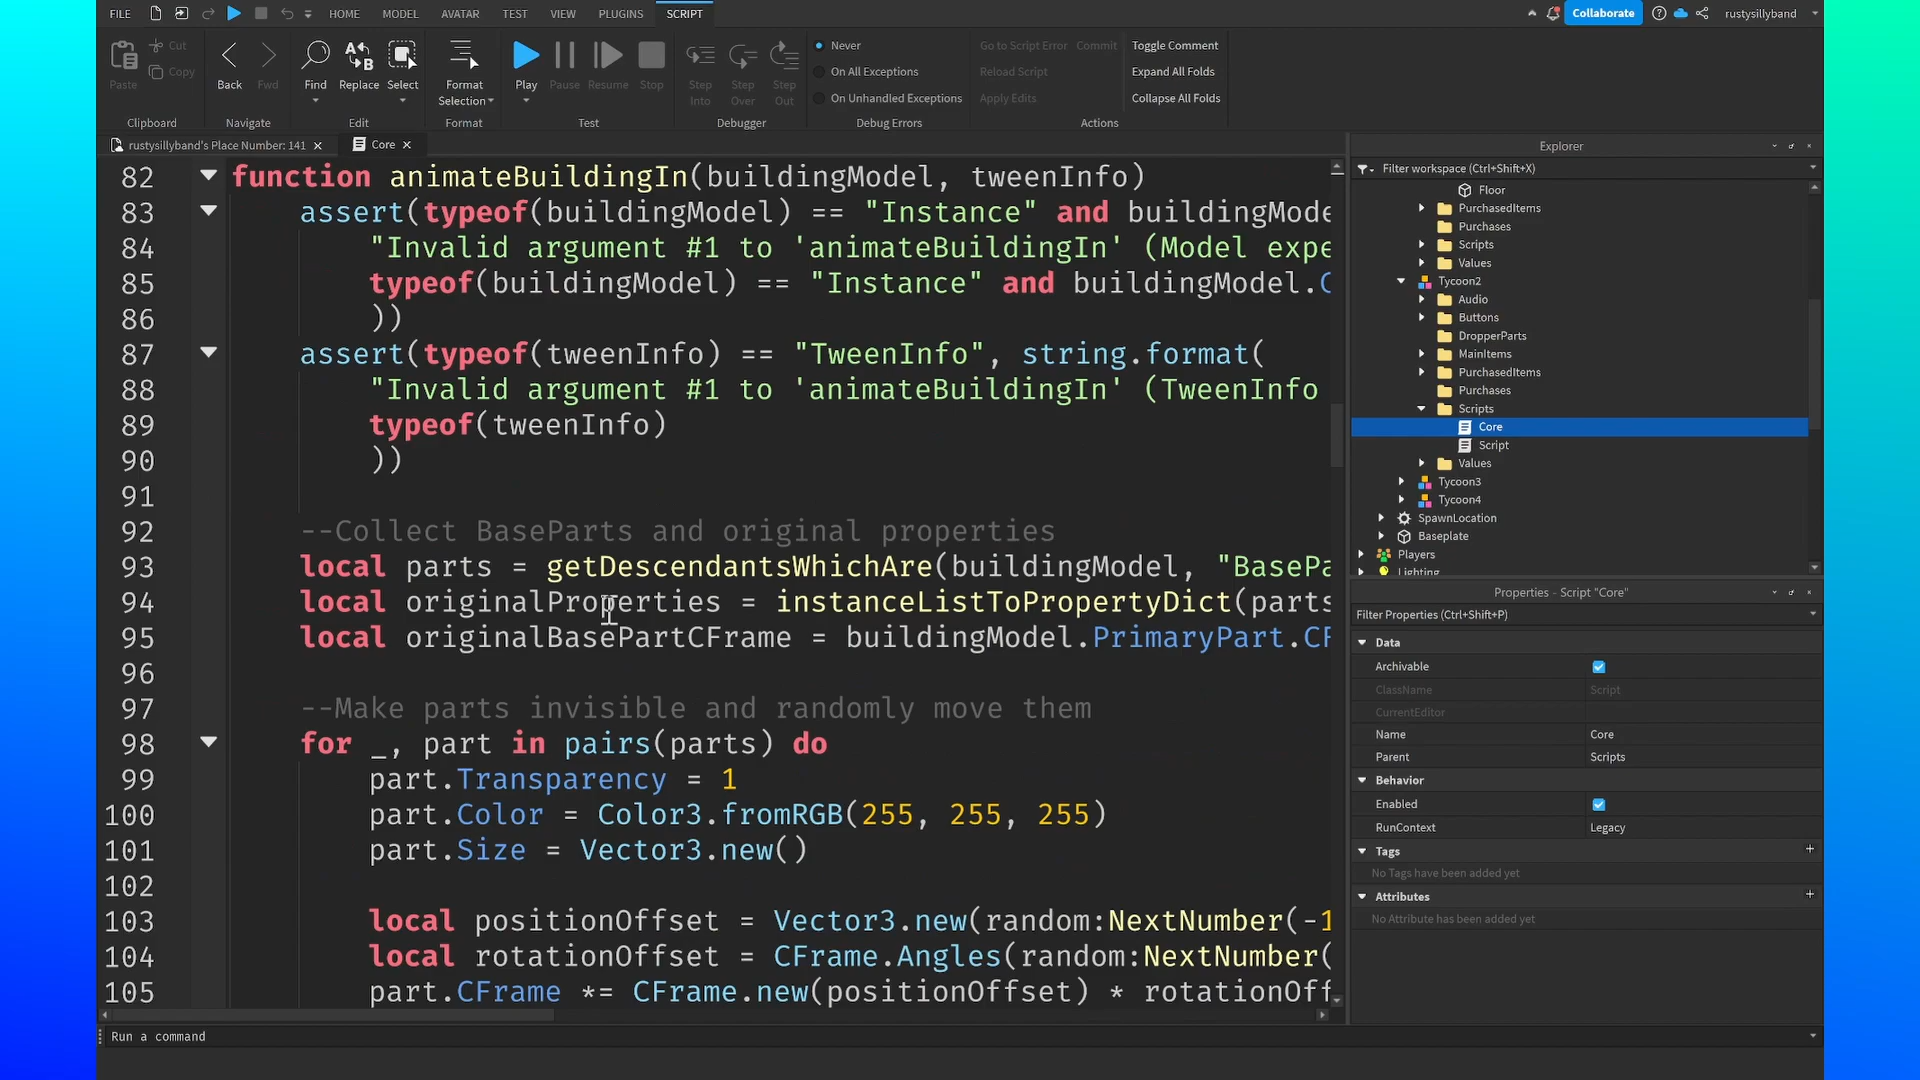 FILE HOME MODEL AVATAR TEST VIEW PLUGINS SCRIPT Collaborate rustysillyband
Paste Cut Copy Back Fwd Find Replace Select Format Selection Play Pause Resume Stop Step Into Step Over Step Out
Never
On All Exceptions
On Unhandled Exceptions
Go to Script Error Commit
Reload Script
Apply Edits
Toggle Comment
Expand All Folds
Collapse All Folds
Clipboard Navigate Edit Format Test Debugger Debug Errors Actions
rustysillyband's Place Number: 141 Core
82 function animateBuildingIn(buildingModel, tweenInfo)
83 assert(typeof(buildingModel) == "Instance" and buildingMode
84 "Invalid argument #1 to 'animateBuildingIn' (Model expe
85 typeof(buildingModel) == "Instance" and buildingModel.C
86 ))
87 assert(typeof(tweenInfo) == "TweenInfo", string.format(
88 "Invalid argument #1 to 'animateBuildingIn' (TweenInfo
89 typeof(tweenInfo)
90 ))
91
92 --Collect BaseParts and original properties
93 local parts = getDescendantsWhichAre(buildingModel, "BasePa
94 local originalProperties = instanceListToPropertyDict(parts
95 local originalBasePartCFrame = buildingModel.PrimaryPart.CF
96
97 --Make parts invisible and randomly move them
98 for _, part in pairs(parts) do
99 part.Transparency = 1
100 part.Color = Color3.fromRGB(255, 255, 255)
101 part.Size = Vector3.new()
102
103 local positionOffset = Vector3.new(random:NextNumber(-1
104 local rotationOffset = CFrame.Angles(random:NextNumber(
105 part.CFrame *= CFrame.new(positionOffset) * rotationOff
Run a command
Explorer
Filter workspace (Ctrl+Shift+X)
Floor
PurchasedItems
Purchases
Scripts
Values
Tycoon2
Audio
Buttons
DropperParts
MainItems
PurchasedItems
Purchases
Scripts
Core
Script
Values
Tycoon3
Tycoon4
SpawnLocation
Baseplate
Players
Lighting
Properties - Script "Core"
Filter Properties (Ctrl+Shift+P)
Data
Archivable
ClassName Script
CurrentEditor
Name Core
Parent Scripts
Behavior
Enabled
RunContext Legacy
Tags
No Tags have been added yet
Attributes
No Attribute has been added yet